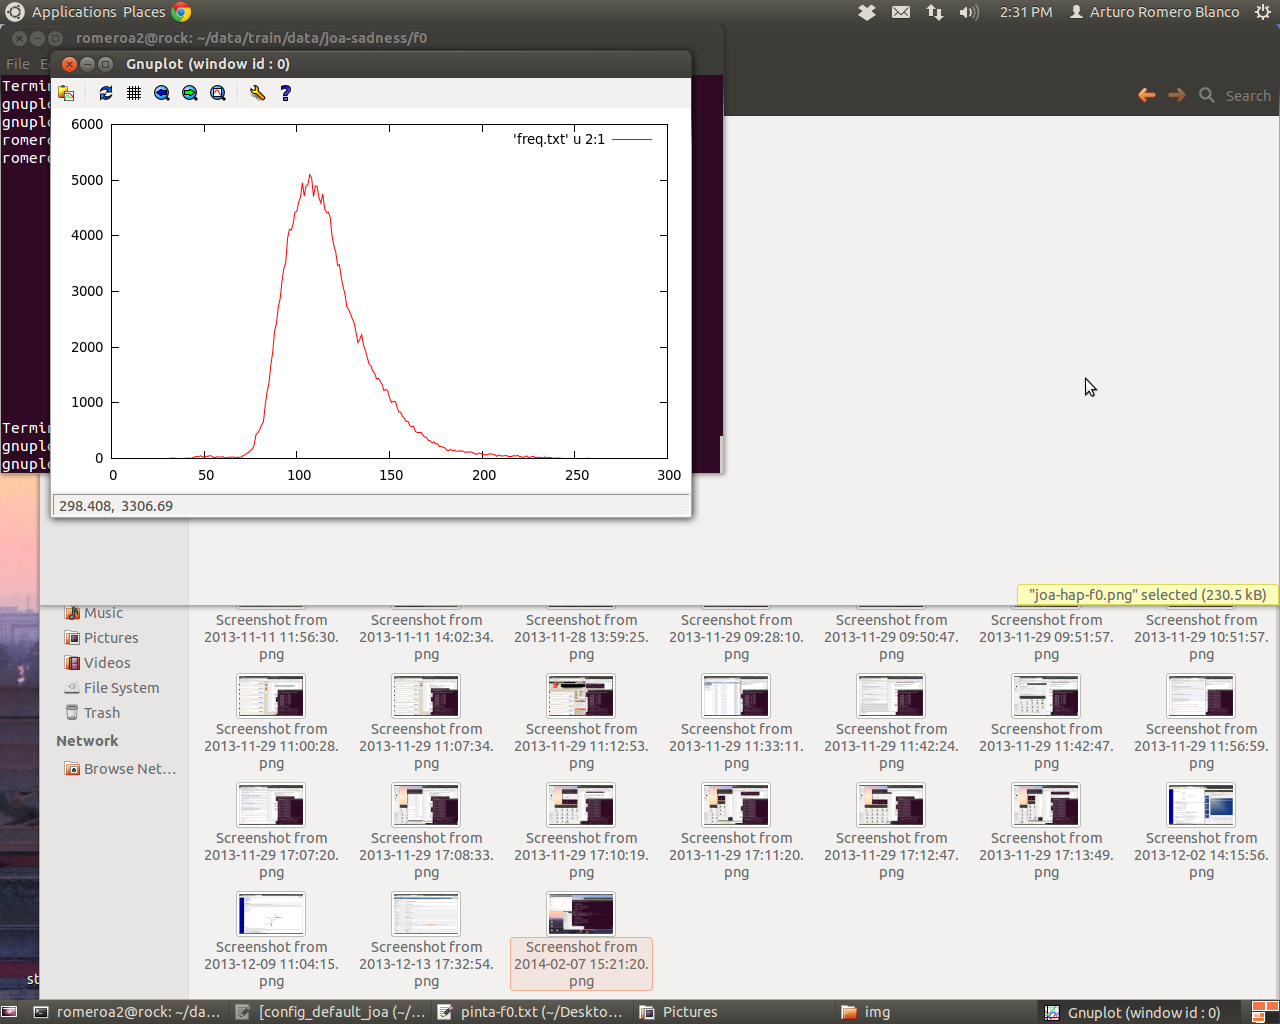 Applications Places
2:31 PM Arturo Romero Blanco
romeroa2@rock: ~/data/train/data/joa-sadness/f0
File
Gnuplot (window id : 0)
Search
6000
'freq.txt' u 2:1
5000
4000
3000
2000
1000
0
0 50 100 150 200 250 300
298.408, 3306.69
"joa-hap-f0.png" selected (230.5 kB)
Music
Pictures
Videos
File System
Trash
Network
Browse Net...
Screenshot from 2013-11-11 11:56:30.png
Screenshot from 2013-11-11 14:02:34.png
Screenshot from 2013-11-28 13:59:25.png
Screenshot from 2013-11-29 09:28:10.png
Screenshot from 2013-11-29 09:50:47.png
Screenshot from 2013-11-29 09:51:57.png
Screenshot from 2013-11-29 10:51:57.png
Screenshot from 2013-11-29 11:00:28.png
Screenshot from 2013-11-29 11:07:34.png
Screenshot from 2013-11-29 11:12:53.png
Screenshot from 2013-11-29 11:33:11.png
Screenshot from 2013-11-29 11:42:24.png
Screenshot from 2013-11-29 11:42:47.png
Screenshot from 2013-11-29 11:56:59.png
Screenshot from 2013-11-29 17:07:20.png
Screenshot from 2013-11-29 17:08:33.png
Screenshot from 2013-11-29 17:10:19.png
Screenshot from 2013-11-29 17:11:20.png
Screenshot from 2013-11-29 17:12:47.png
Screenshot from 2013-11-29 17:13:49.png
Screenshot from 2013-12-02 14:15:56.png
Screenshot from 2013-12-09 11:04:15.png
Screenshot from 2013-12-13 17:32:54.png
Screenshot from 2014-02-07 15:21:20.png
romeroa2@rock: ~/da...
[config_default_joa (~/...
pinta-f0.txt (~/Deskto...
Pictures
img
Gnuplot (window id : 0)